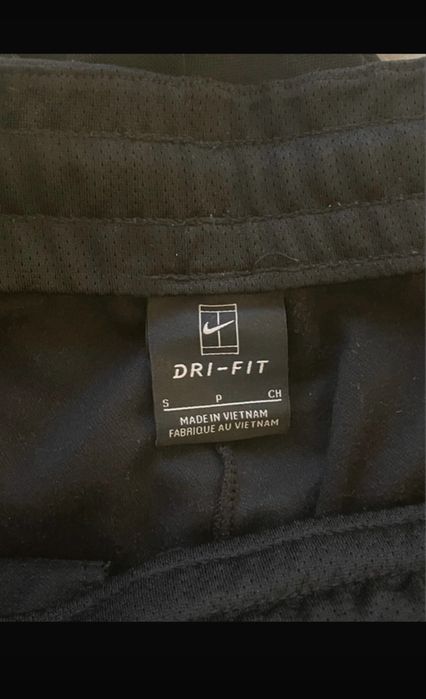 DRI-FIT
S P CH
MADE IN VIETNAM
FABRIQUE AU VIETNAM